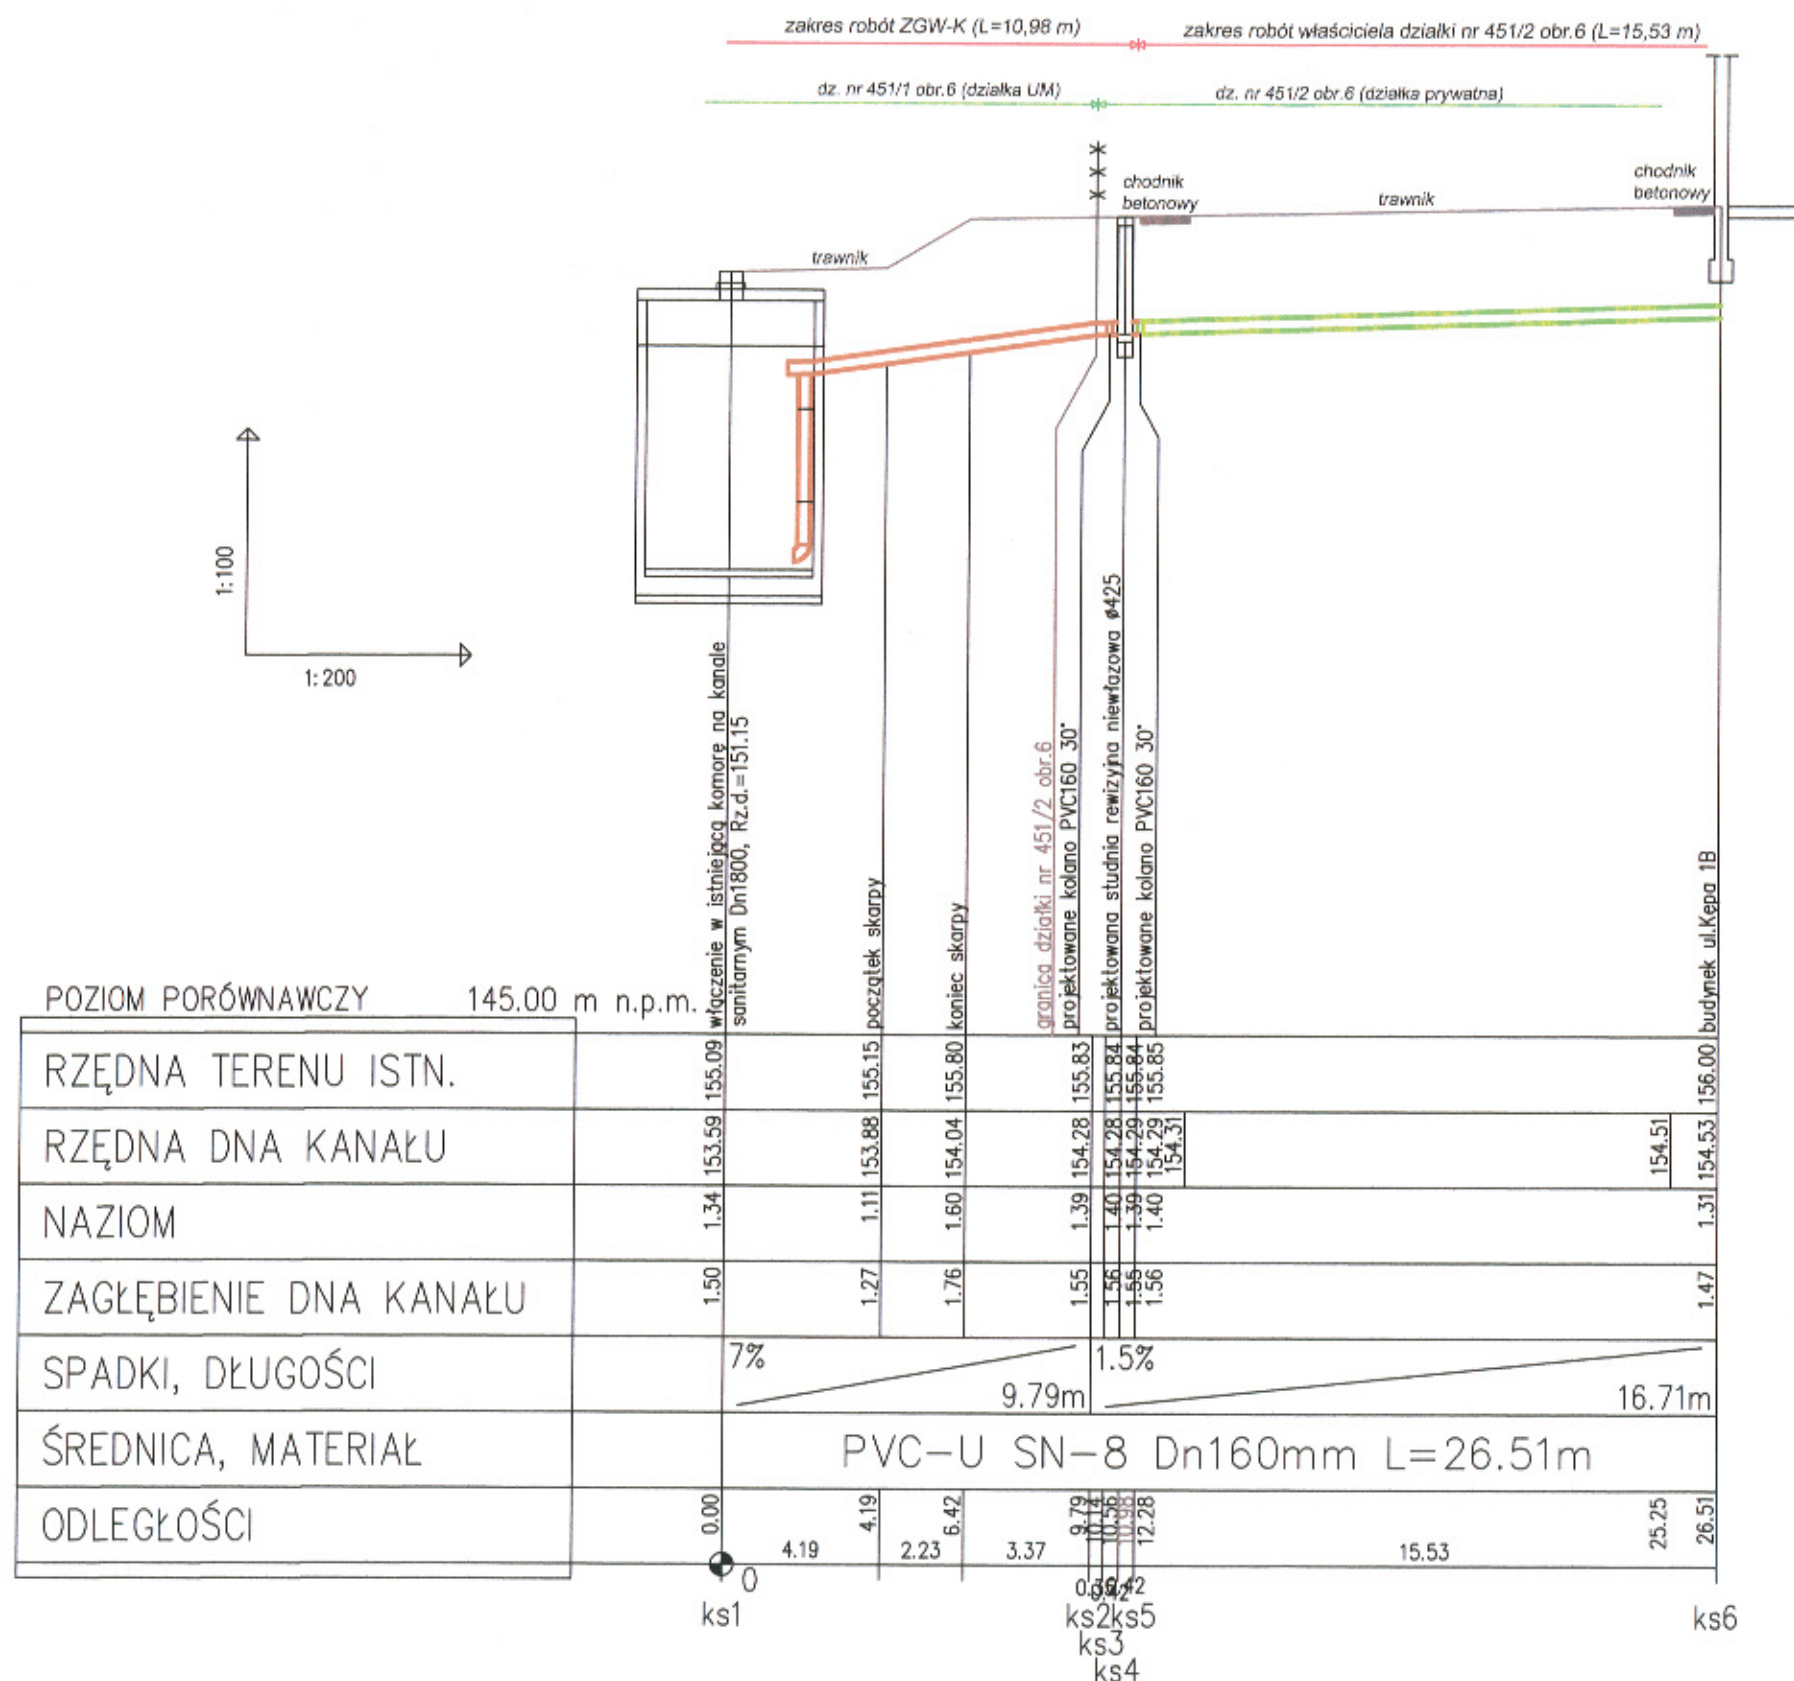 zakres robót ZGW-K (L=10,98 m)
zakres robót właściciela działki nr 451/2 obr.6 (L=15,53 m)
dz. nr 451/1 obr.6 (działka UM)
dz. nr 451/2 obr.6 (działka prywatna)
chodnik
betonowy
trawnik
chodnik
betonowy
trawnik
1:100
1:200
włączenie w istniejącą komorę na kanale
sanitarnym Dn1800, Rz.d.=151.15
początek skarpy
koniec skarpy
granica działki nr 451/2 obr.6
projektowane kolano PVC160 30°
projektowana studnia rewizyjna niewłazowa ø425
projektowane kolano PVC160 30°
budynek ul.Kępa 1B
POZIOM PORÓWNAWCZY 145.00 m n.p.m.
RZĘDNA TERENU ISTN. 155.09 155.15 155.80 155.83 155.84 155.84 155.85 156.00
RZĘDNA DNA KANAŁU 153.59 153.88 154.04 154.28 154.28 154.29 154.29 154.31 154.51 154.53
NAZIOM 1.34 1.11 1.60 1.39 1.40 1.39 1.40 1.31
ZAGŁĘBIENIE DNA KANAŁU 1.50 1.27 1.76 1.55 1.56 1.55 1.56 1.47
SPADKI, DŁUGOŚCI 7% 9.79m 1.5% 16.71m
ŚREDNICA, MATERIAŁ PVC-U SN-8 Dn160mm L=26.51m
ODLEGŁOŚCI 0.00 4.19 6.42 9.79 10.14 10.56 10.98 12.28 25.25 26.51
4.19 2.23 3.37 15.53
0
ks1 ks2 ks5 ks6
ks3
ks4